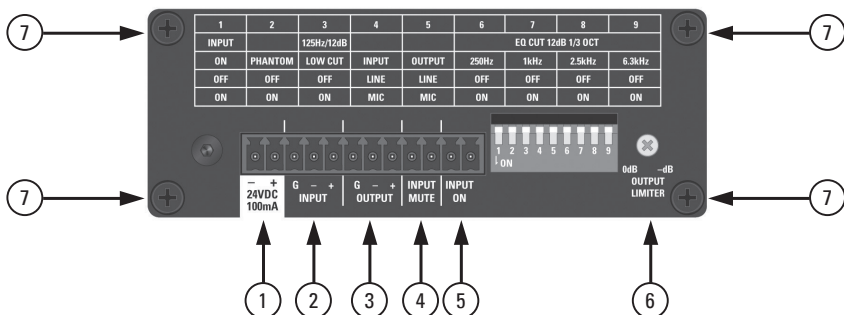 1 2 3 4 5 6 7 8 9
INPUT 125Hz/12dB EQ CUT 12dB 1/3 OCT
ON PHANTOM LOW CUT INPUT OUTPUT 250Hz 1kHz 2.5kHz 6.3kHz
OFF OFF OFF LINE LINE OFF OFF OFF OFF
ON ON ON MIC MIC ON ON ON ON
7 7
1 2 3 4 5 6 7 8 9
ON
0dB –dB
OUTPUT
LIMITER
– +
24VDC
100mA
G – +
INPUT
G – +
OUTPUT
INPUT
MUTE
INPUT
ON
7 7
1 2 3 4 5 6